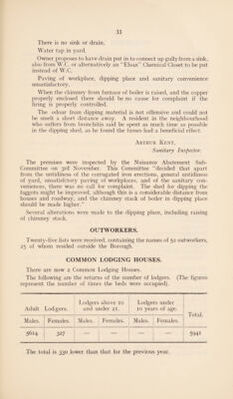 33
There is no sink or drain.
Water tap in yard.
Owner proposes to have drain put in to connect up gully from a sink,
also from W.C. or alternatively an "Elsan" Chemical Closet to be put
instead of W.C.
Paving of workplace, dipping place and sanitary convenience
unsatisfactory.
When the chimney from furnace of boiler is raised, and the copper
properly enclosed there should be no cause for complaint if the
firing is properly controlled.
The odour from dipping material is not offensive and could not
be smelt a short distance away. A resident in the neighbourhood
who suffers from bronchitis said he spent as much time as possible
in the dipping shed, as he found the fumes had a beneficial effect.
ARTHUR KENT,
Sanitary Inspector.
The premises were inspected by the Nuisance Abatement Sub-
Committee on 3rd November. This Committee "decided that apart
from the untidiness of the corrugated iron erections, general untidiness
of yard, unsatisfactory paving of workplaces, and of the sanitary con-
veniences, there was no call for complaint. The shed for dipping the
faggots might be improved, although this is a considerable distance from
houses and roadway, and the chimney stack of boiler in dipping place
should be made higher."
Several alterations were made to the dipping place, including raising
of chimney stack.
OUTWORKERS.
Twenty-five lists were received, containing the names of 52 outworkers,
25 of whom resided outside the Borough.
COMMON LODGING HOUSES.
There are now 2 Common Lodging Houses.
The following are the returns of the number of lodgers. (The figures
represent the number of times the beds were occupied).
Adult Lodgers. Lodgers above 10 and under 21. Lodgers under 10 years of age. Total.
Males. Females. Males. Females. Males. Females.
5614 327 — — — — 5941
The total is 330 lower than that for the previous year.